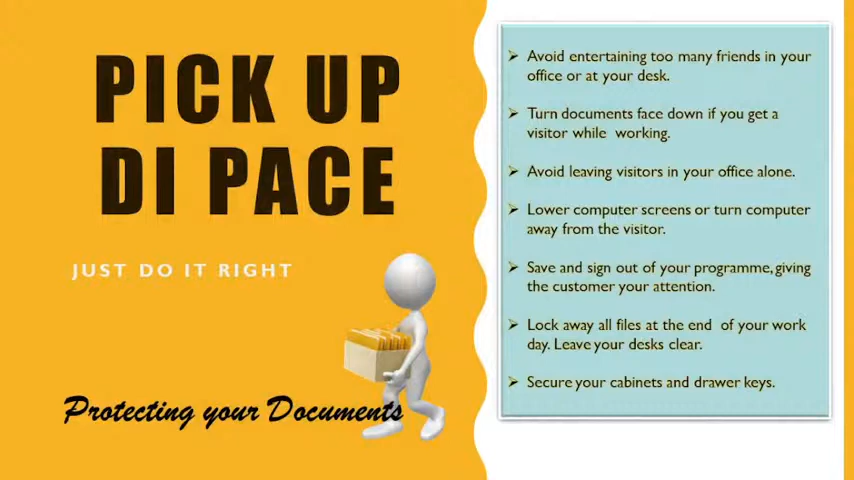 PICK UP
DI PACE
JUST DO IT RIGHT
Protecting your Documents
➢ Avoid entertaining too many friends in your
office or at your desk.
➢ Turn documents face down if you get a
visitor while working.
➢ Avoid leaving visitors in your office alone.
➢ Lower computer screens or turn computer
away from the visitor.
➢ Save and sign out of your programme, giving
the customer your attention.
➢ Lock away all files at the end of your work
day. Leave your desks clear.
➢ Secure your cabinets and drawer keys.